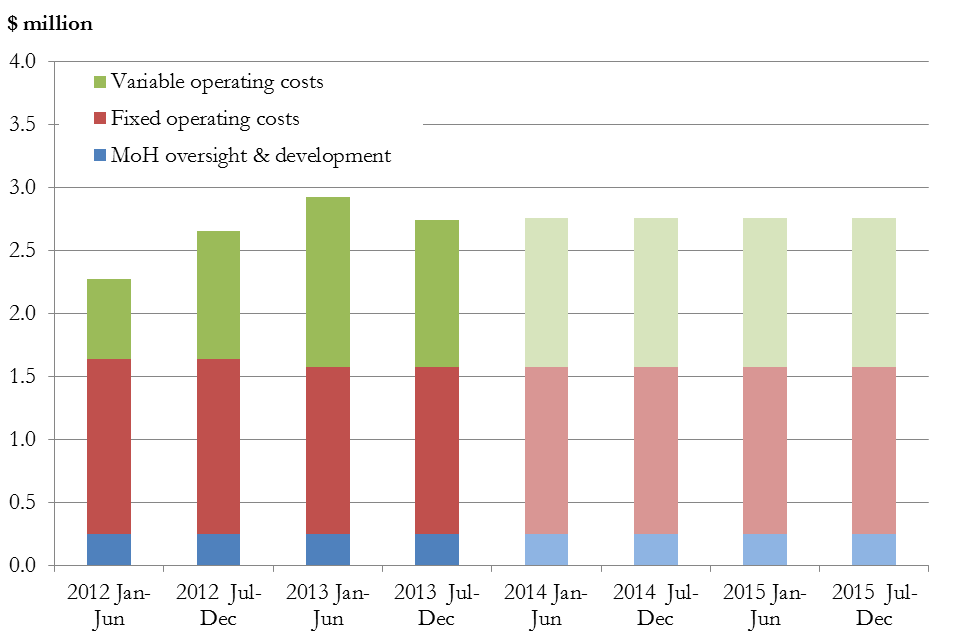 $ million
4.0
Variable operating costs
3.5
Fixed operating costs
MoH oversight & development
3.0
2.5
2.0
1.5
1.0
0.5
0.0
2012 Jan-
Jun
2012 Jul-
Dec
2013 Jan-
Jun
2013 Jul-
Dec
2014 Jan-
Jun
2014 Jul-
Dec
2015 Jan-
Jun
2015 Jul-
Dec